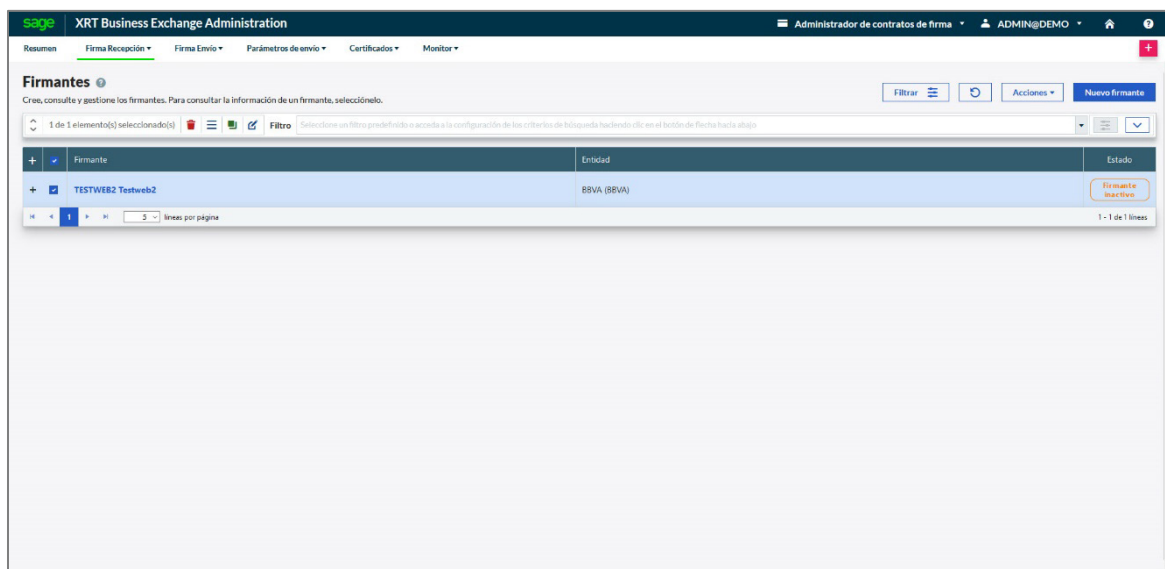 sage XRT Business Exchange Administration Administrador de contratos de firma ADMIN@DEMO
Resumen Firma Recepción Firma Envío Parámetros de envío Certificados Monitor +
Firmantes
Cree, consulte y gestione los firmantes. Para consultar la información de un firmante, selecciónelo.
Filtrar Acciones Nuevo firmante
1 de 1 elemento(s) seleccionado(s) Filtro Seleccione un filtro predefinido o acceda a la configuración de los criterios de búsqueda haciendo clic en el botón de flecha hacia abajo
+ Firmante Entidad Estado
+ TESTWEB2 Testweb2 BBVA (BBVA) Firmante inactivo
1 5 líneas por página 1 - 1 de 1 líneas